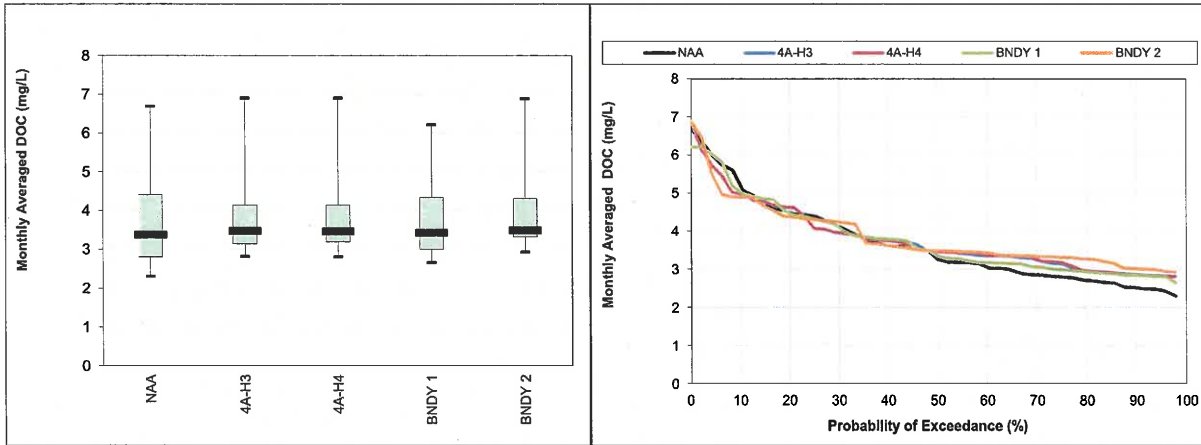 Monthly Averaged DOC (mg/L)
8
7
6
5
4
3
2
1
0
NAA
4A-H3
4A-H4
BNDY 1
BNDY 2
NAA 4A-H3 4A-H4 BNDY 1 BNDY 2
Monthly Averaged DOC (mg/L)
8
7
6
5
4
3
2
1
0
0 10 20 30 40 50 60 70 80 90 100
Probability of Exceedance (%)